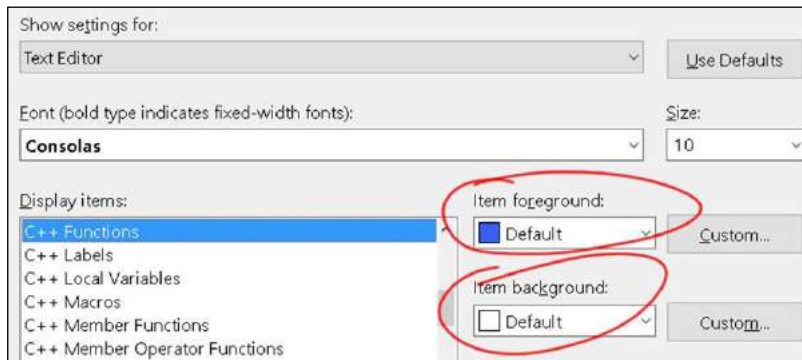 Show settings for:
Text Editor
Use Defaults
Font (bold type indicates fixed-width fonts):
Size:
Consolas
10
Display items:
Item foreground:
C++ Functions
Default
Custom...
C++ Labels
C++ Local Variables
Item background:
C++ Macros
Default
Custom...
C++ Member Functions
C++ Member Operator Functions